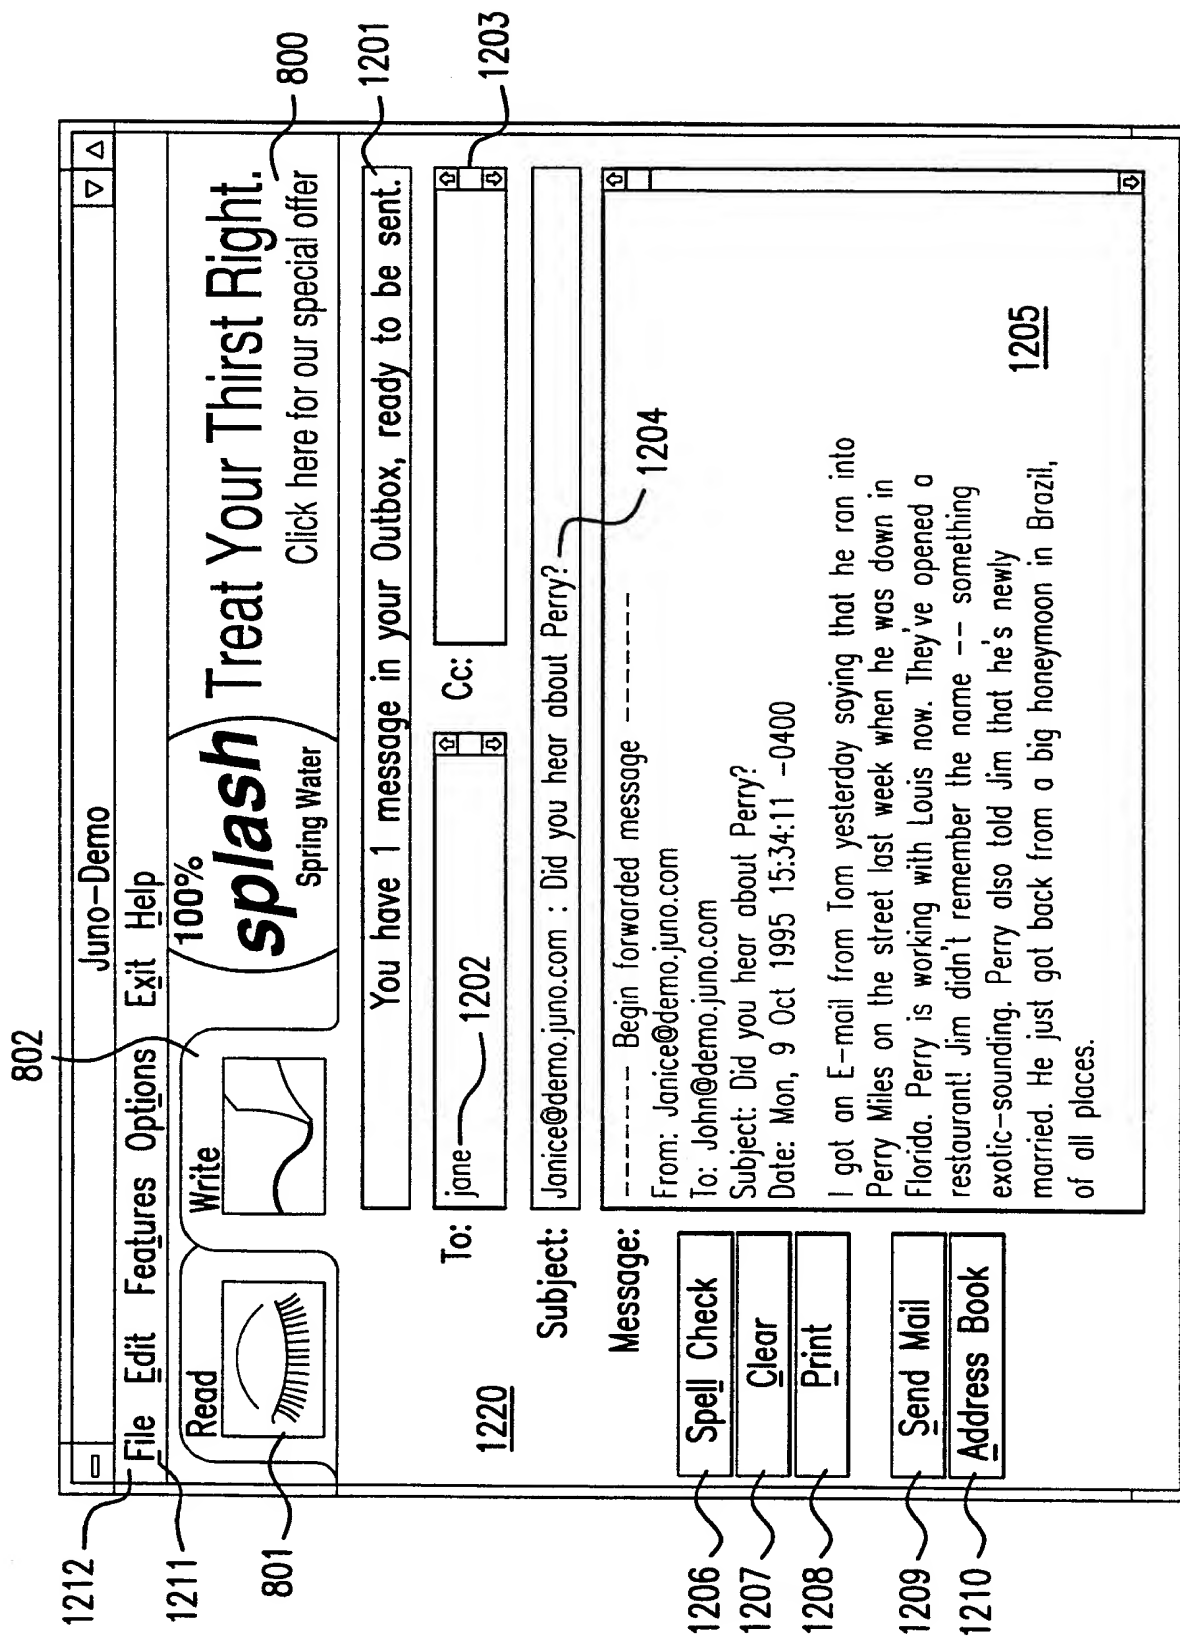 802
Juno-Demo
1212
File Edit Features Options Exit Help
1211
Read
Write
801
100%
splash
Spring Water
Treat Your Thirst Right.
Click here for our special offer
800
You have 1 message in your Outbox, ready to be sent.
1201
To: jane
1202
Cc:
1203
1220
Subject: Janice@demo.juno.com : Did you hear about Perry?
1204
Message:
------- Begin forwarded message --------
From: Janice@demo.juno.com
To: John@demo.juno.com
Subject: Did you hear about Perry?
Date: Mon, 9 Oct 1995 15:34:11 -0400
I got an E-mail from Tom yesterday saying that he ran into
Perry Miles on the street last week when he was down in
Florida. Perry is working with Louis now. They've opened a
restaurant! Jim didn't remember the name -- something
exotic-sounding. Perry also told Jim that he's newly
married. He just got back from a big honeymoon in Brazil,
of all places.
1205
1206
Spell Check
1207
Clear
1208
Print
1209
Send Mail
1210
Address Book